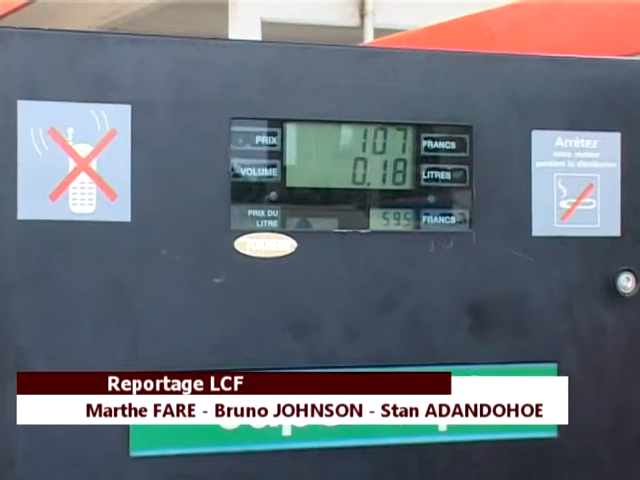 PRIX 107 FRANCS
VOLUME 0.18 LITRES
PRIX DU
LITRE 595 FRANCS
Arrêtez
votre moteur
pendant la distribution
Reportage LCF
Marthe FARE - Bruno JOHNSON - Stan ADANDOHOE